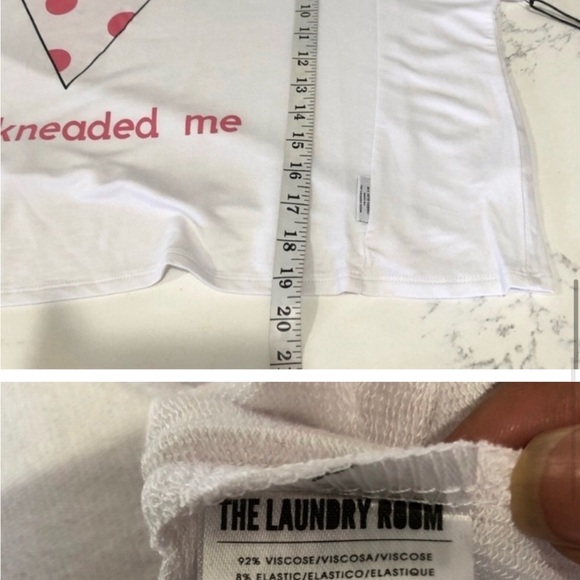 10
11
12
13
14
15
16
kneaded me
17
18
19
20
THE LAUNDRY ROOM
92% VISCOSE/VISCOSA/VISCOSE
8% ELASTIC/ELASTICO/ELASTIQUE